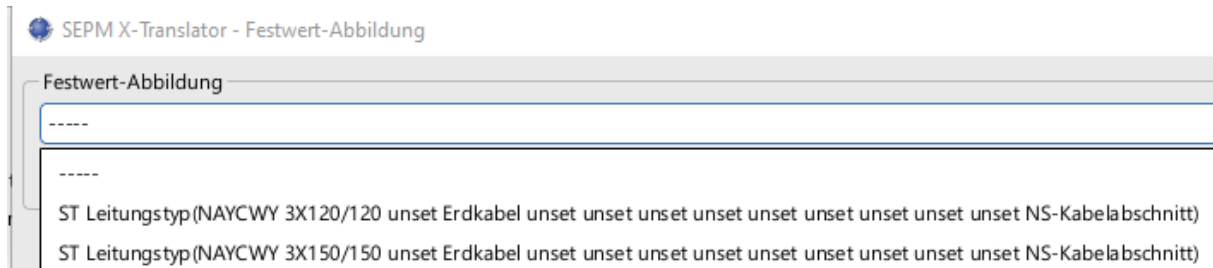 SEPM X-Translator - Festwert-Abbildung
Festwert-Abbildung
-----
-----
ST Leitungstyp(NAYCWY 3X120/120 unset Erdkabel unset unset unset unset unset unset unset unset unset NS-Kabelabschnitt)
ST Leitungstyp(NAYCWY 3X150/150 unset Erdkabel unset unset unset unset unset unset unset unset unset NS-Kabelabschnitt)